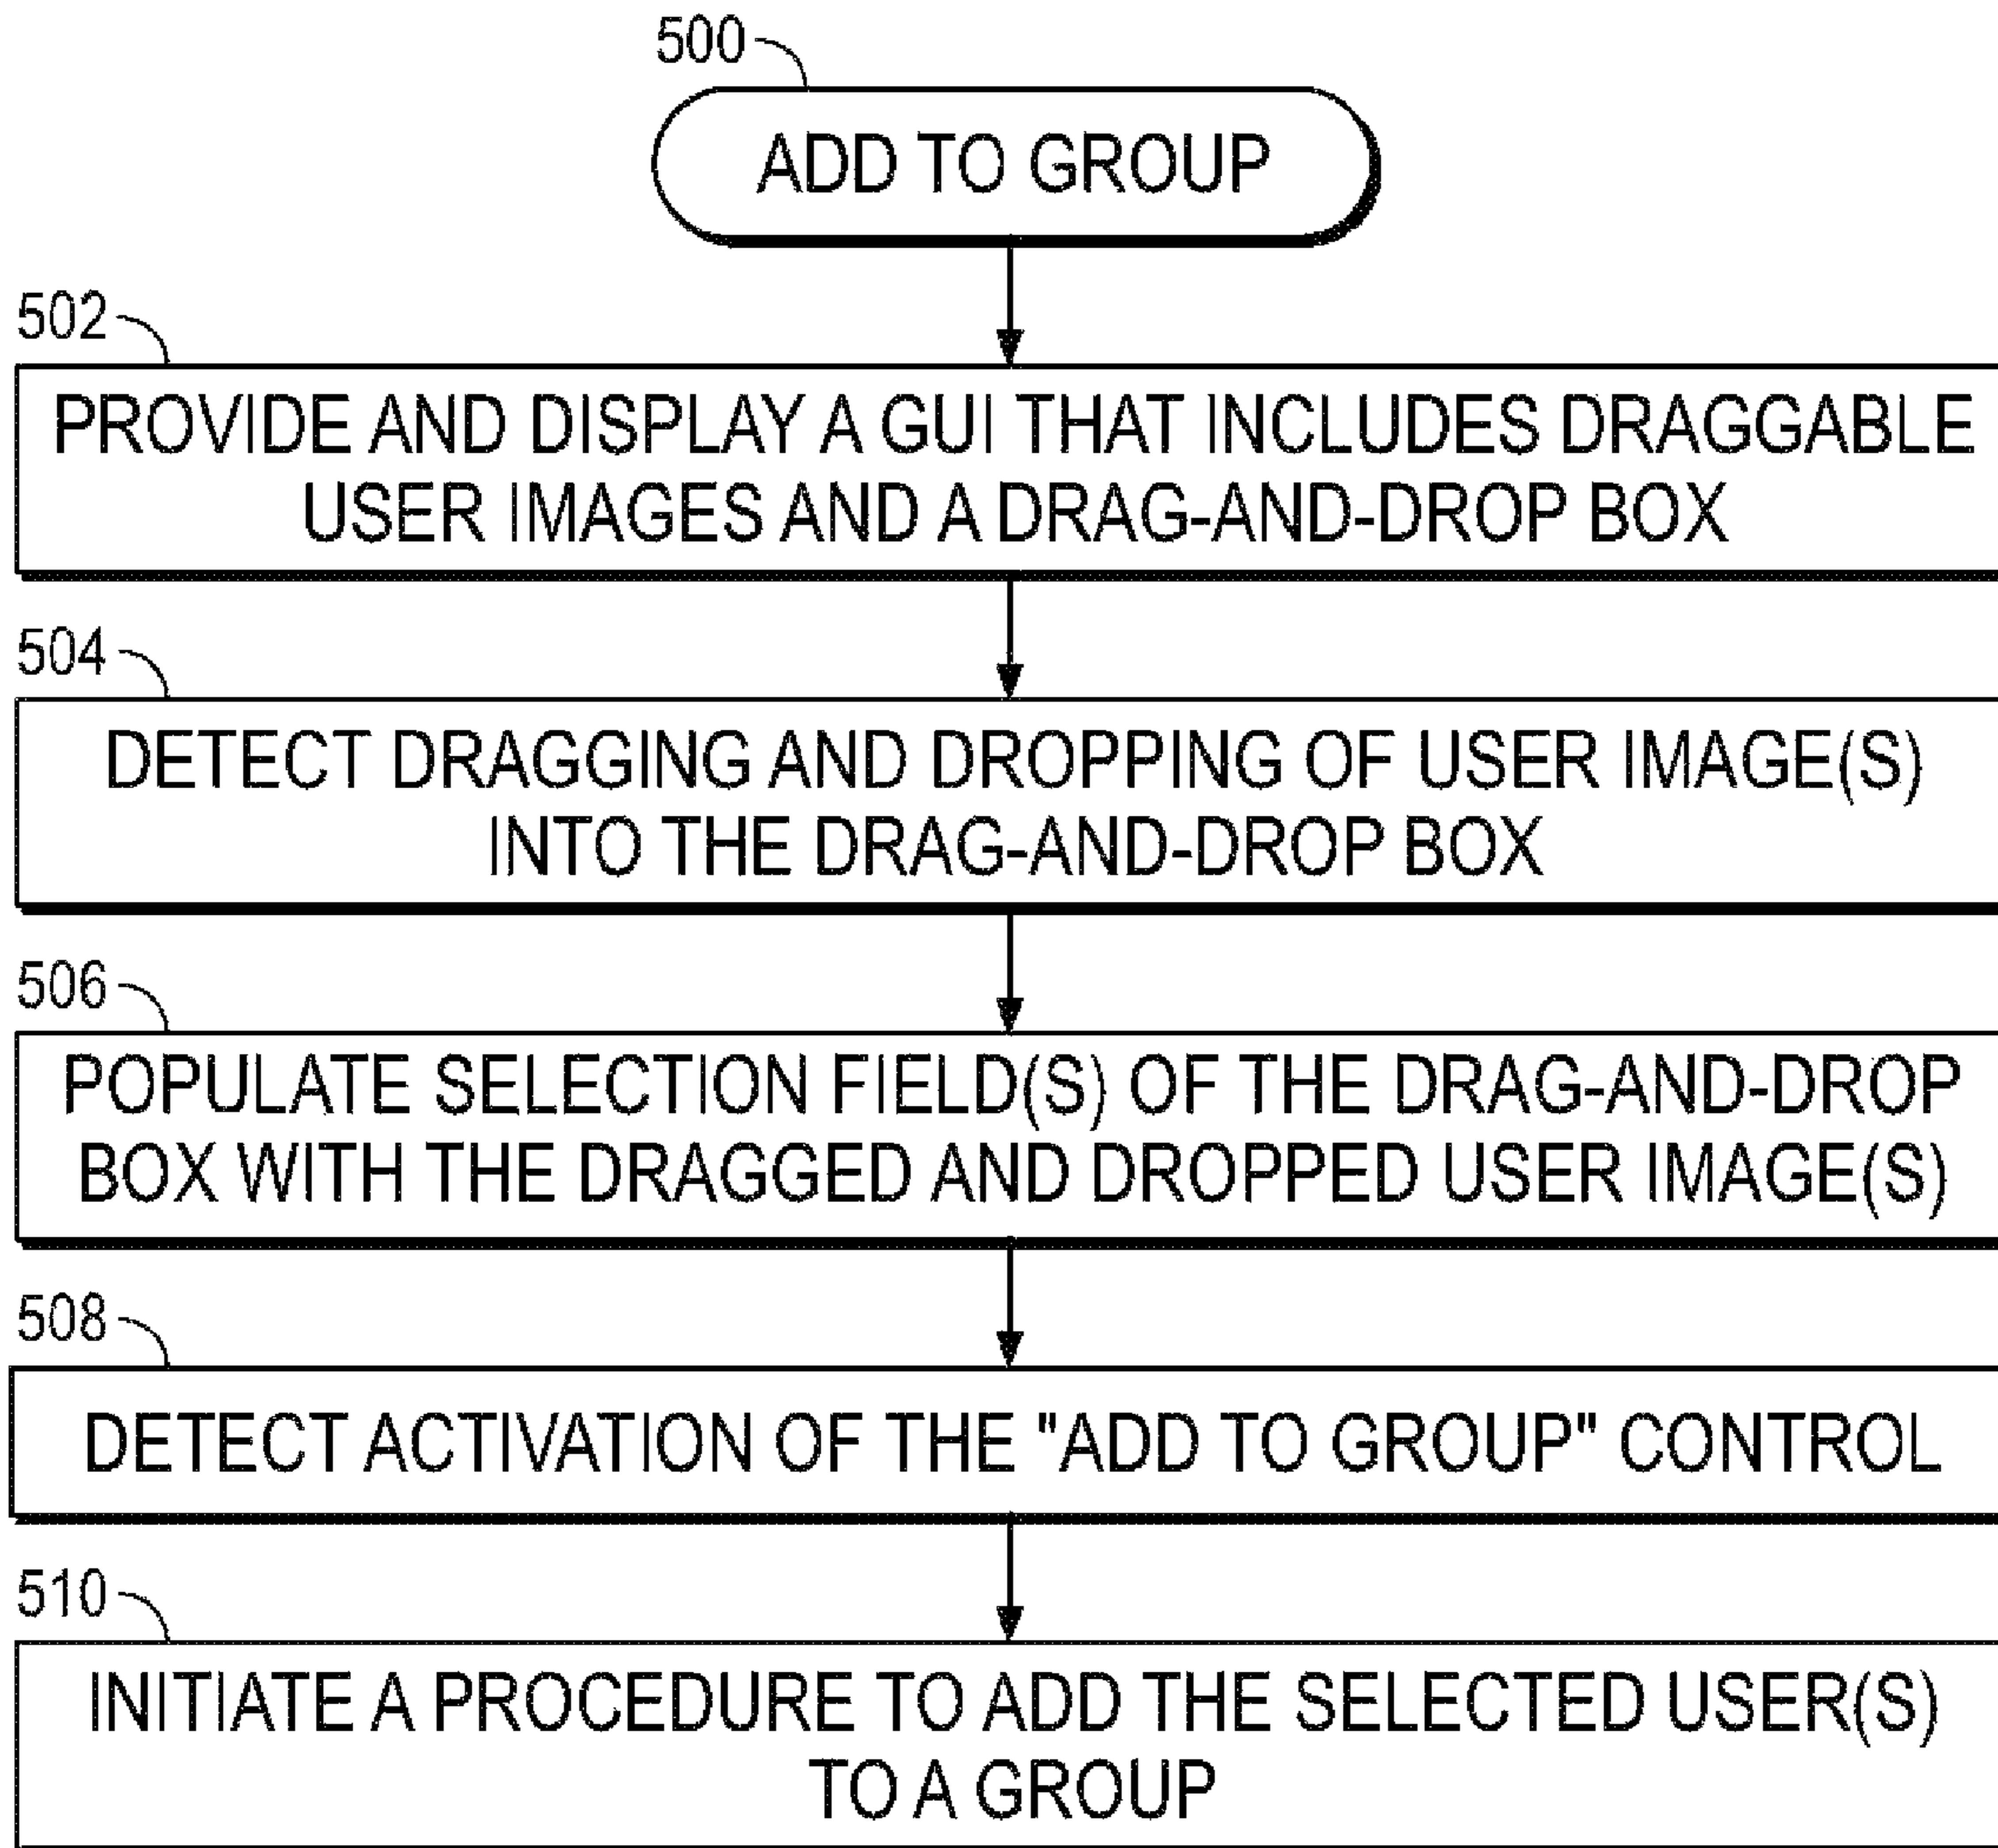 500
ADD TO GROUP
502
PROVIDE AND DISPLAY A GUI THAT INCLUDES DRAGGABLE
USER IMAGES AND A DRAG-AND-DROP BOX
504
DETECT DRAGGING AND DROPPING OF USER IMAGE(S)
INTO THE DRAG-AND-DROP BOX
506
POPULATE SELECTION FIELD(S) OF THE DRAG-AND-DROP
BOX WITH THE DRAGGED AND DROPPED USER IMAGE(S)
508
DETECT ACTIVATION OF THE "ADD TO GROUP" CONTROL
510
INITIATE A PROCEDURE TO ADD THE SELECTED USER(S)
TO A GROUP